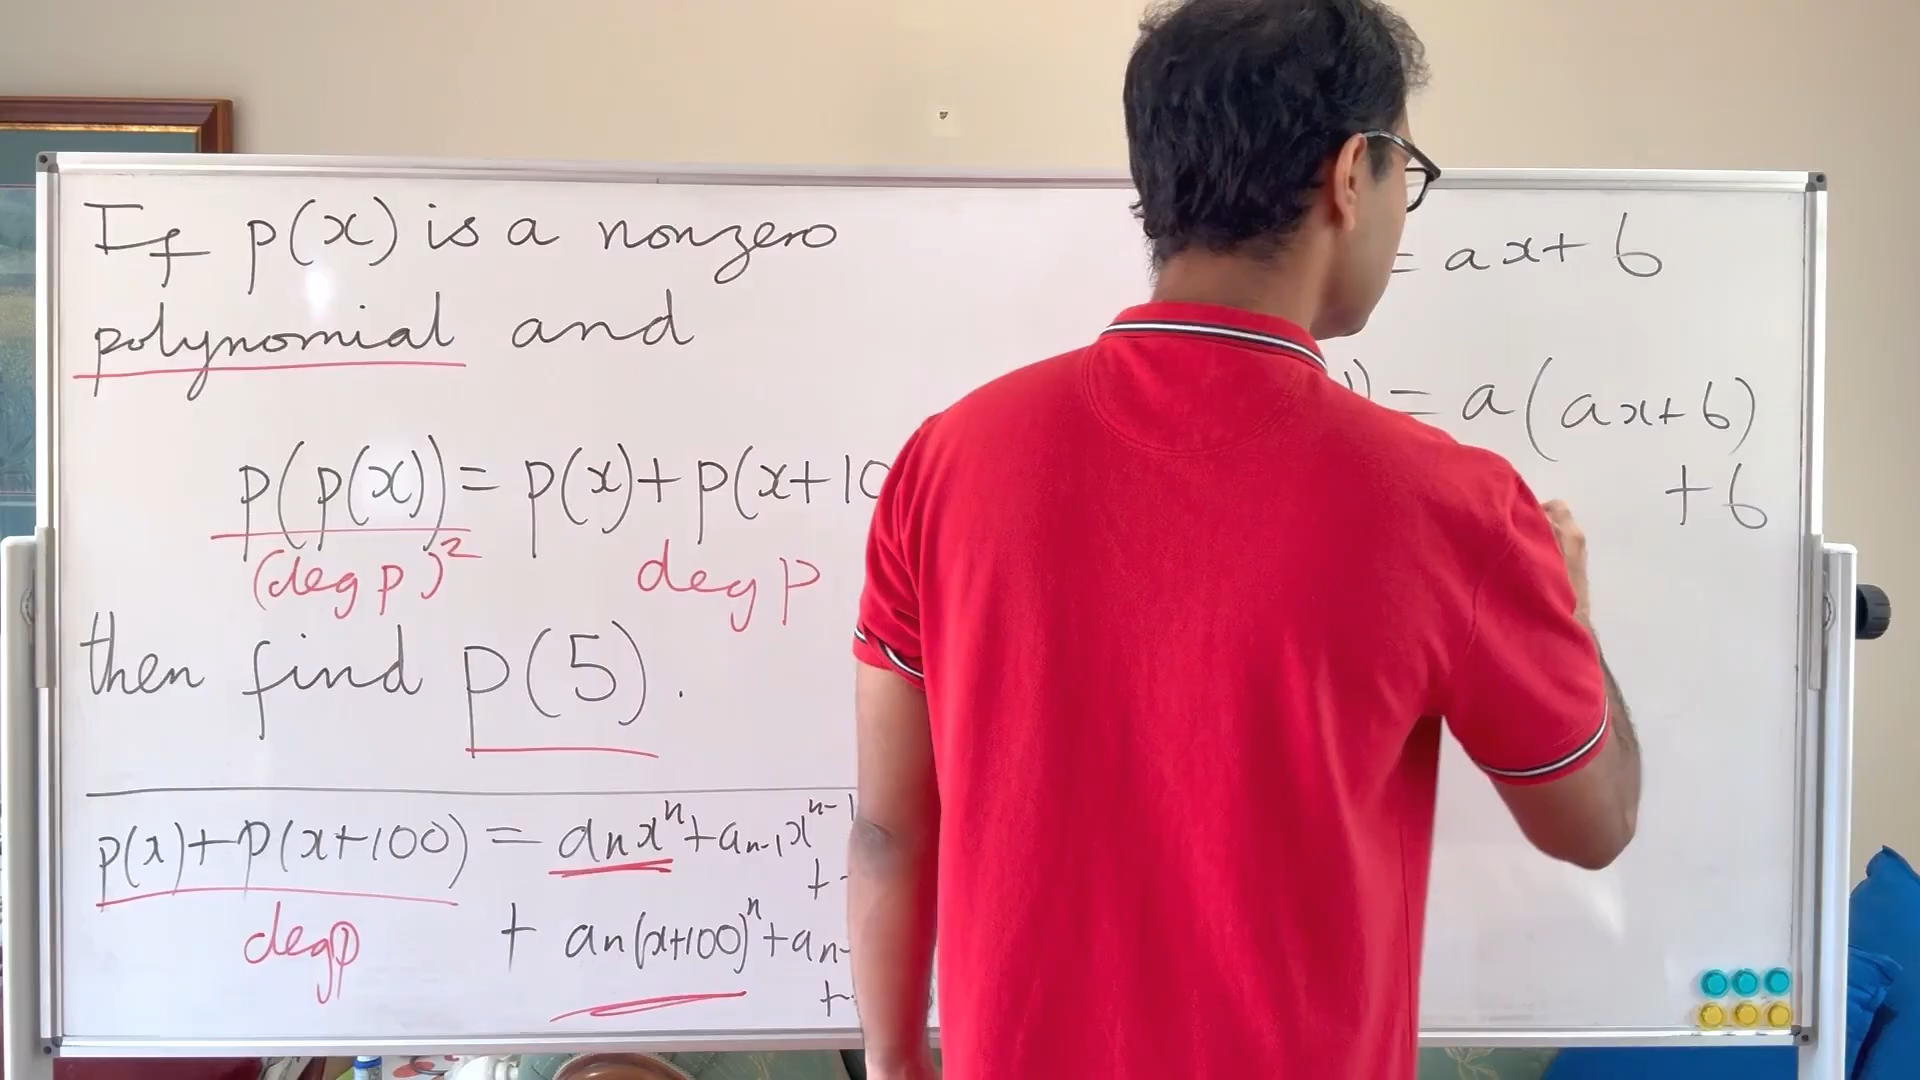 If p(x) is a nonzero
polynomial and
p(p(x)) = p(x) + p(x+10
(deg p)² deg p
then find p(5).
p(x) + p(x+100) = aₙxⁿ + aₙ₋₁xⁿ⁻¹
+
deg p + aₙ(x+100)ⁿ + aₙ₋
+
= ax + b
) = a(ax+b)
+ b